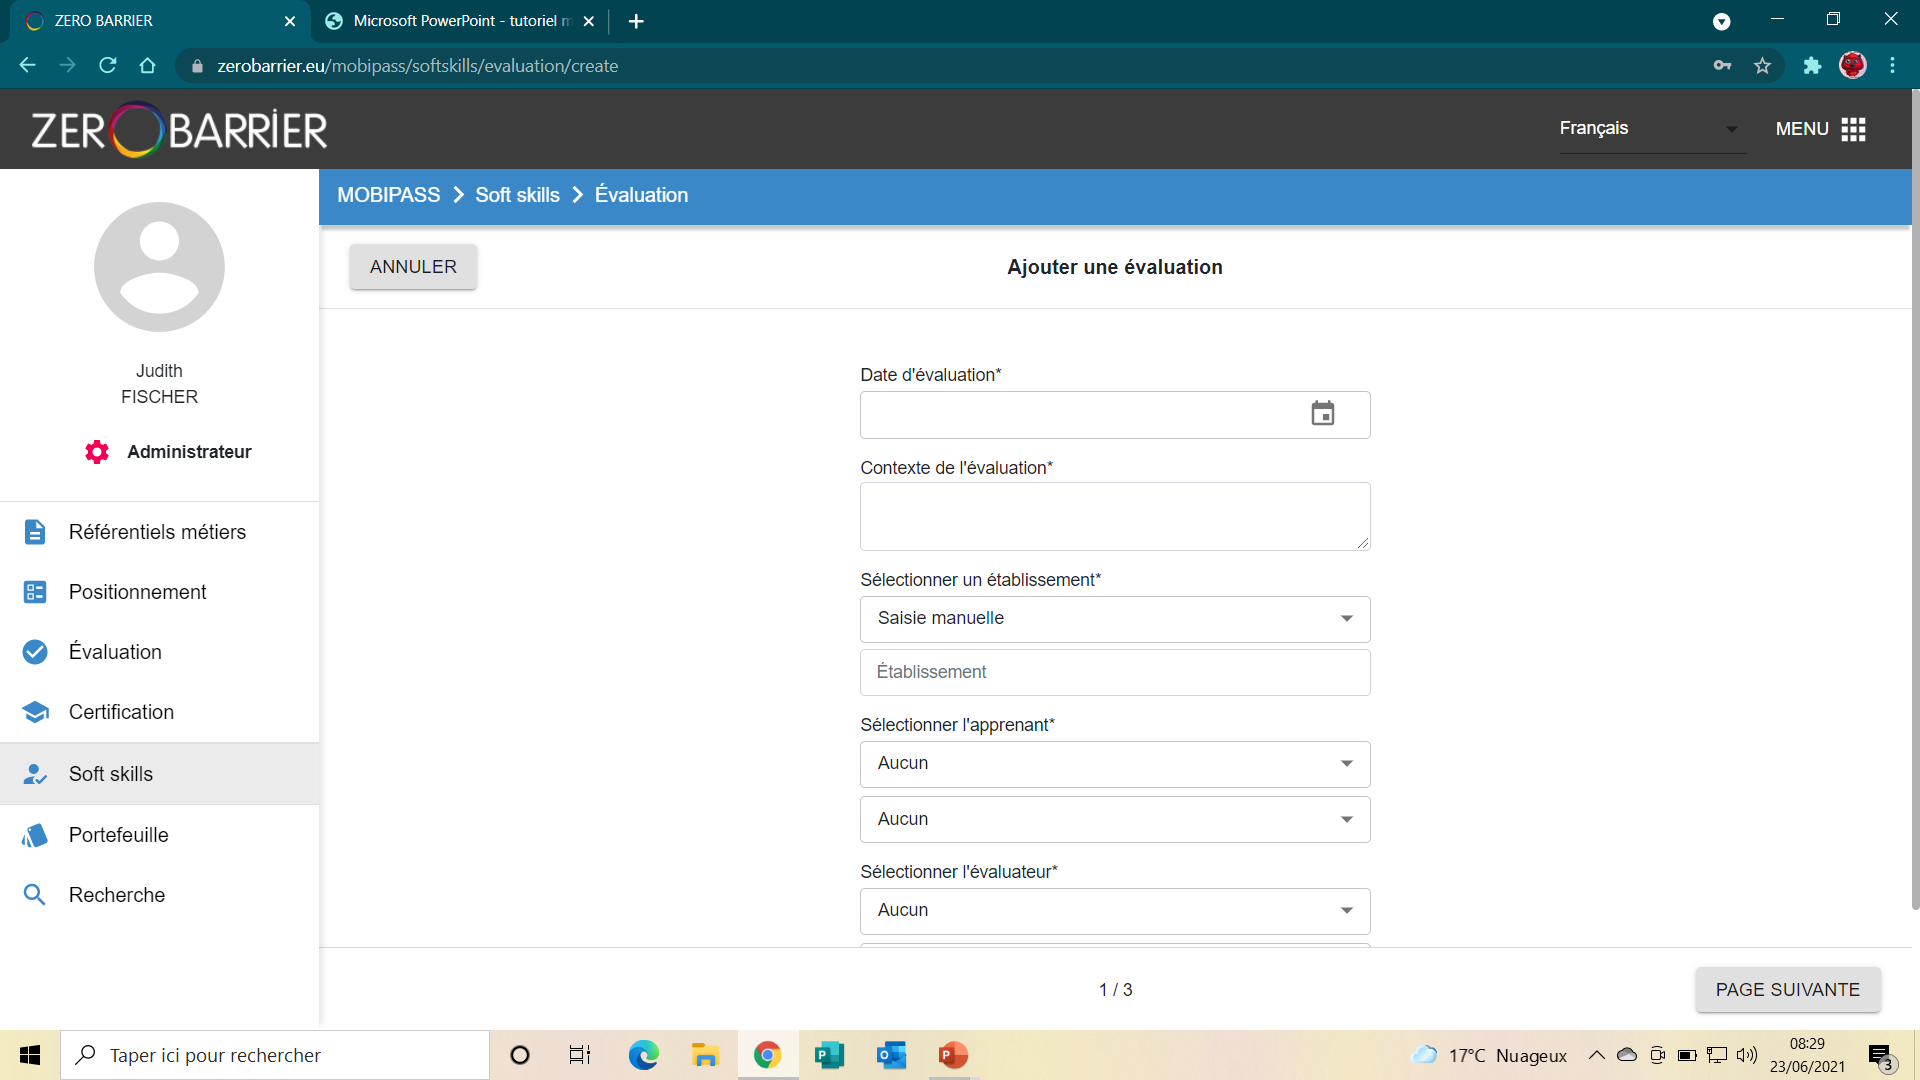 ZERO BARRIER
Microsoft PowerPoint - tutoriel m
zerobarrier.eu/mobipass/softskills/evaluation/create
ZEROBARRIER
Français
MENU
MOBIPASS > Soft skills > Évaluation
ANNULER
Ajouter une évaluation
Judith
FISCHER
Administrateur
Référentiels métiers
Positionnement
Évaluation
Certification
Soft skills
Portefeuille
Recherche
Date d'évaluation*
Contexte de l'évaluation*
Sélectionner un établissement*
Saisie manuelle
Établissement
Sélectionner l'apprenant*
Aucun
Aucun
Sélectionner l'évaluateur*
Aucun
1 / 3
PAGE SUIVANTE
Taper ici pour rechercher
17°C Nuageux
08:29
23/06/2021
3